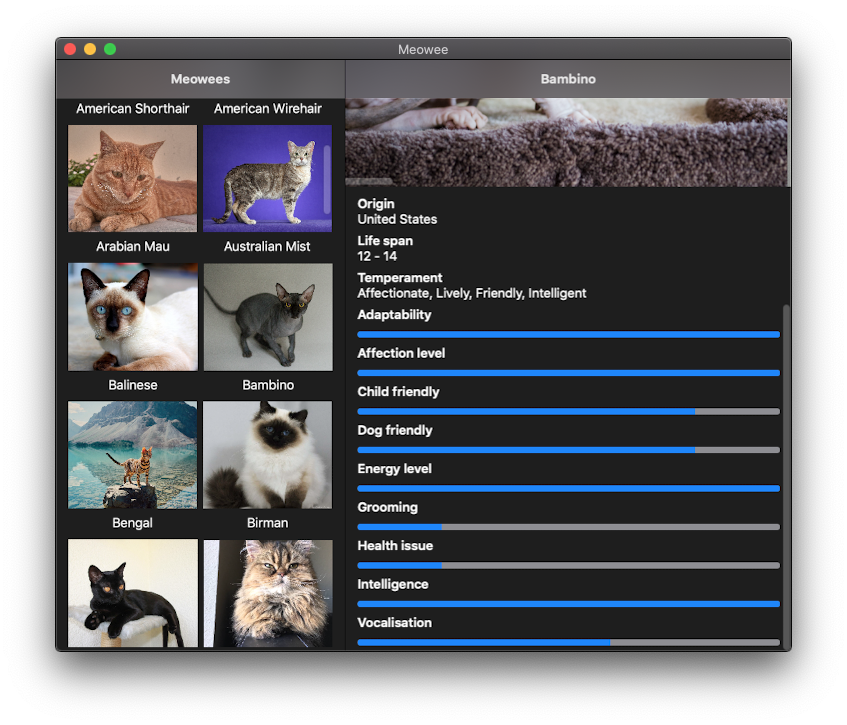 Meowee
Meowees
Bambino
American Shorthair
American Wirehair
Arabian Mau
Australian Mist
Balinese
Bambino
Bengal
Birman
Origin
United States
Life span
12 - 14
Temperament
Affectionate, Lively, Friendly, Intelligent
Adaptability
Affection level
Child friendly
Dog friendly
Energy level
Grooming
Health issue
Intelligence
Vocalisation